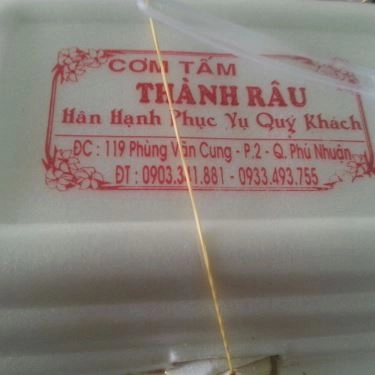 CƠM TẤM
THÀNH RÂU
Hân Hạnh Phục Vụ Quý Khách
ĐC : 119 Phùng Văn Cung - P.2 - Q. Phú Nhuận
ĐT : 0903.341.881 - 0933.493.755